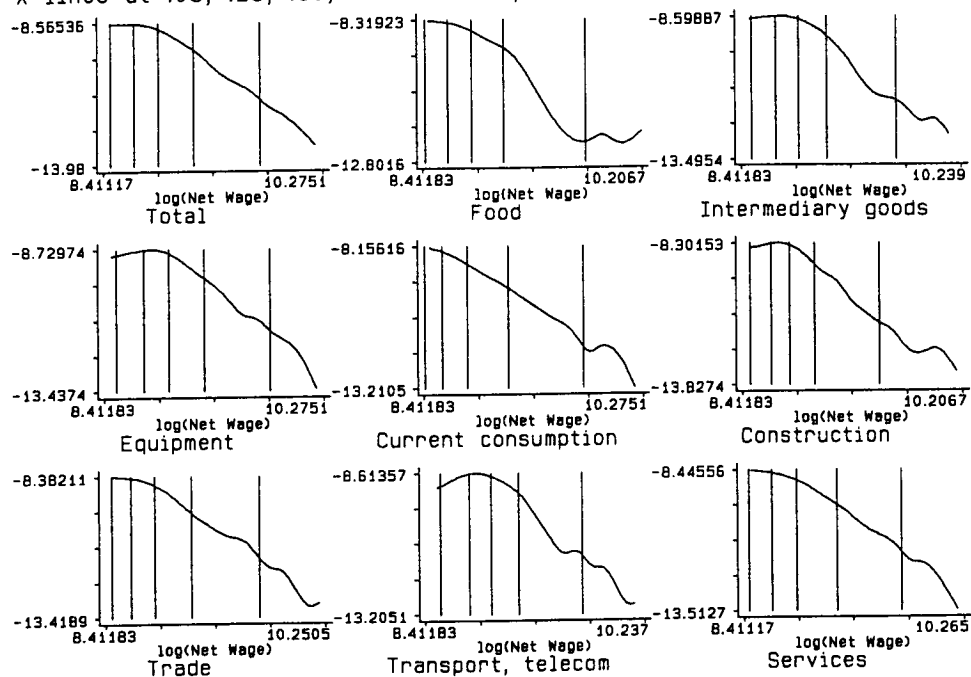 -8.56536
-13.98
8.41117 10.2751
log(Net Wage)
Total
-8.31923
-12.8016
8.41183 10.2067
log(Net Wage)
Food
-8.59887
-13.4954
8.41183 10.239
log(Net Wage)
Intermediary goods
-8.72974
-13.4374
8.41183 10.2751
log(Net Wage)
Equipment
-8.15616
-13.2105
8.41183 10.2751
log(Net Wage)
Current consumption
-8.30153
-13.8274
8.41183 10.2067
log(Net Wage)
Construction
-8.38211
-13.4189
8.41183 10.2505
log(Net Wage)
Trade
-8.61357
-13.2051
8.41183 10.237
log(Net Wage)
Transport, telecom
-8.44556
-13.5127
8.41117 10.265
log(Net Wage)
Services